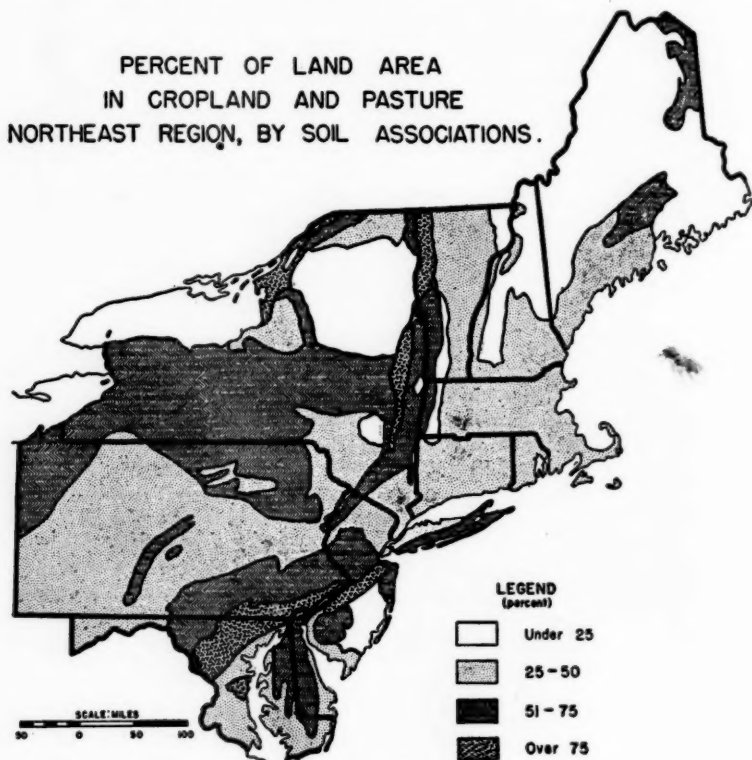 PERCENT OF LAND AREA
IN CROPLAND AND PASTURE
NORTHEAST REGION, BY SOIL ASSOCIATIONS.
LEGEND
(percent)
Under 25
25-50
51-75
Over 75
SCALE: MILES
50 0 50 100